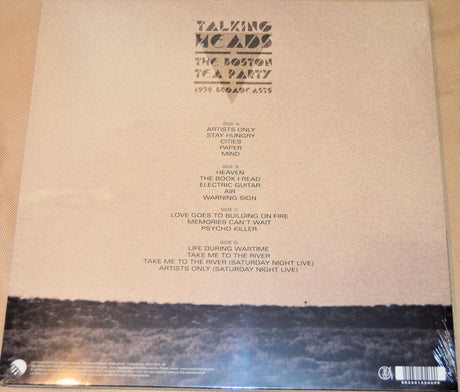 TALKING
HEADS
THE BOSTON
TEA PARTY
1979 BROADCASTS
SIDE A
ARTISTS ONLY
STAY HUNGRY
CITIES
PAPER
MIND
SIDE B
HEAVEN
THE BOOK I READ
ELECTRIC GUITAR
AIR
WARNING SIGN
SIDE C
LOVE GOES TO BUILDING ON FIRE
MEMORIES CAN'T WAIT
PSYCHO KILLER
SIDE D
LIFE DURING WARTIME
TAKE ME TO THE RIVER
TAKE ME TO THE RIVER (SATURDAY NIGHT LIVE)
ARTISTS ONLY (SATURDAY NIGHT LIVE)